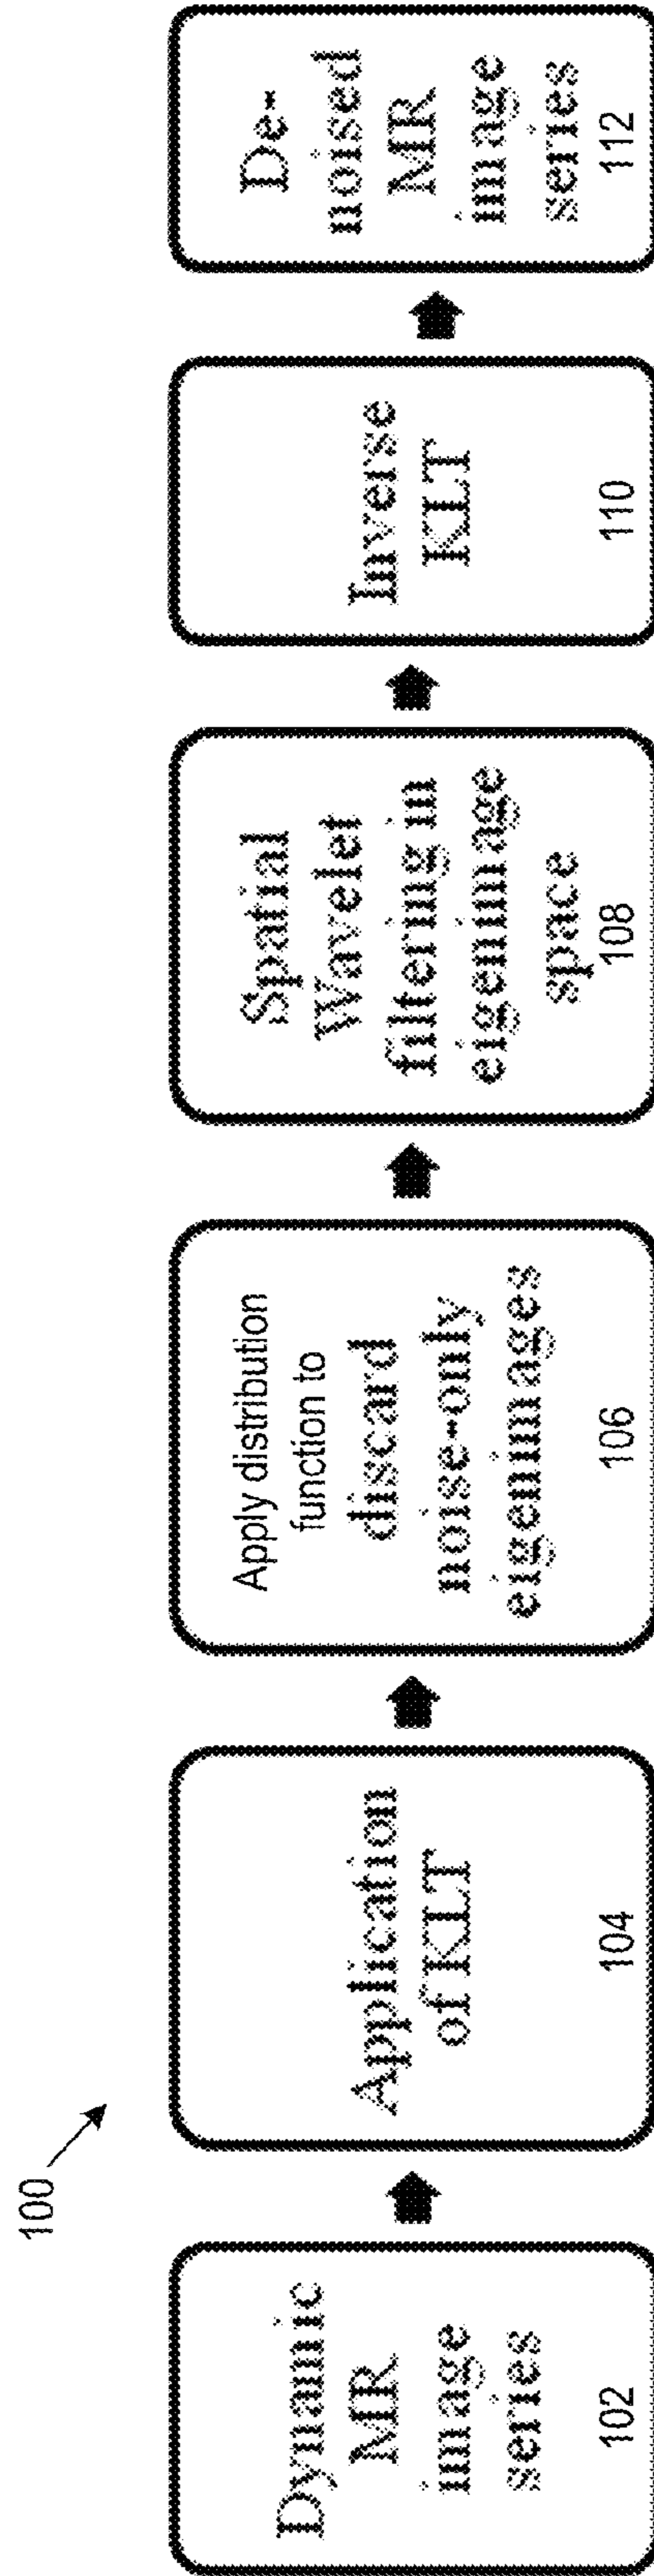 100
Dynamic
MR
image
series
102
Application
of KLT
104
Apply distribution
function to
discard
noise-only
eigenimages
106
Spatial
Wavelet
filtering in
eigenimage
space
108
Inverse
KLT
110
De-
noised
MR
image
series
112